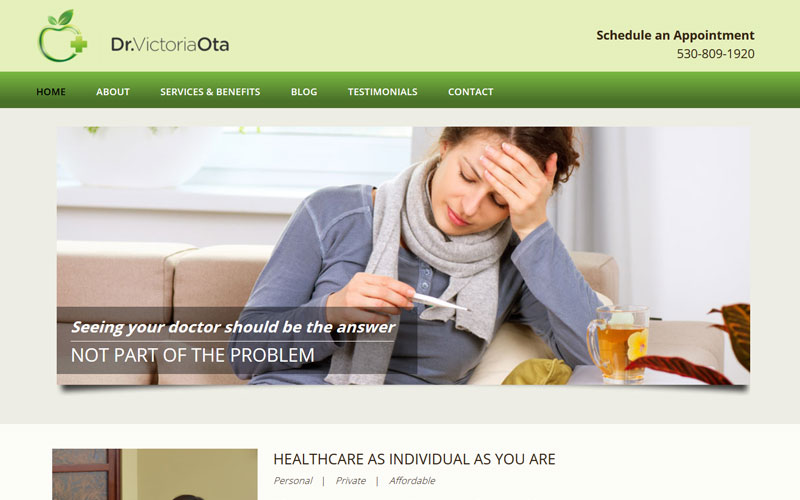 Dr.VictoriaOta
Schedule an Appointment
530-809-1920
HOME ABOUT SERVICES & BENEFITS BLOG TESTIMONIALS CONTACT
Seeing your doctor should be the answer
NOT PART OF THE PROBLEM
HEALTHCARE AS INDIVIDUAL AS YOU ARE
Personal | Private | Affordable